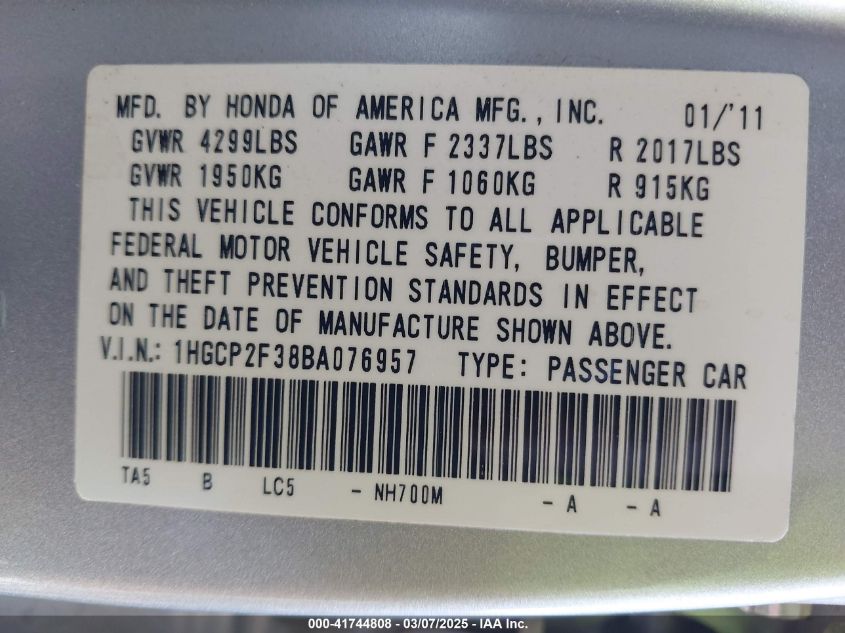 MFD. BY HONDA OF AMERICA MFG., INC. 01/'11
GVWR 4299LBS GAWR F 2337LBS R 2017LBS
GVWR 1950KG GAWR F 1060KG R 915KG
THIS VEHICLE CONFORMS TO ALL APPLICABLE
FEDERAL MOTOR VEHICLE SAFETY, BUMPER,
AND THEFT PREVENTION STANDARDS IN EFFECT
ON THE DATE OF MANUFACTURE SHOWN ABOVE.
V.I.N.: 1HGCP2F38BA076957 TYPE: PASSENGER CAR
TA5 B LC5 - NH700M - A - A
000-41744808 - 03/07/2025 - IAA Inc.